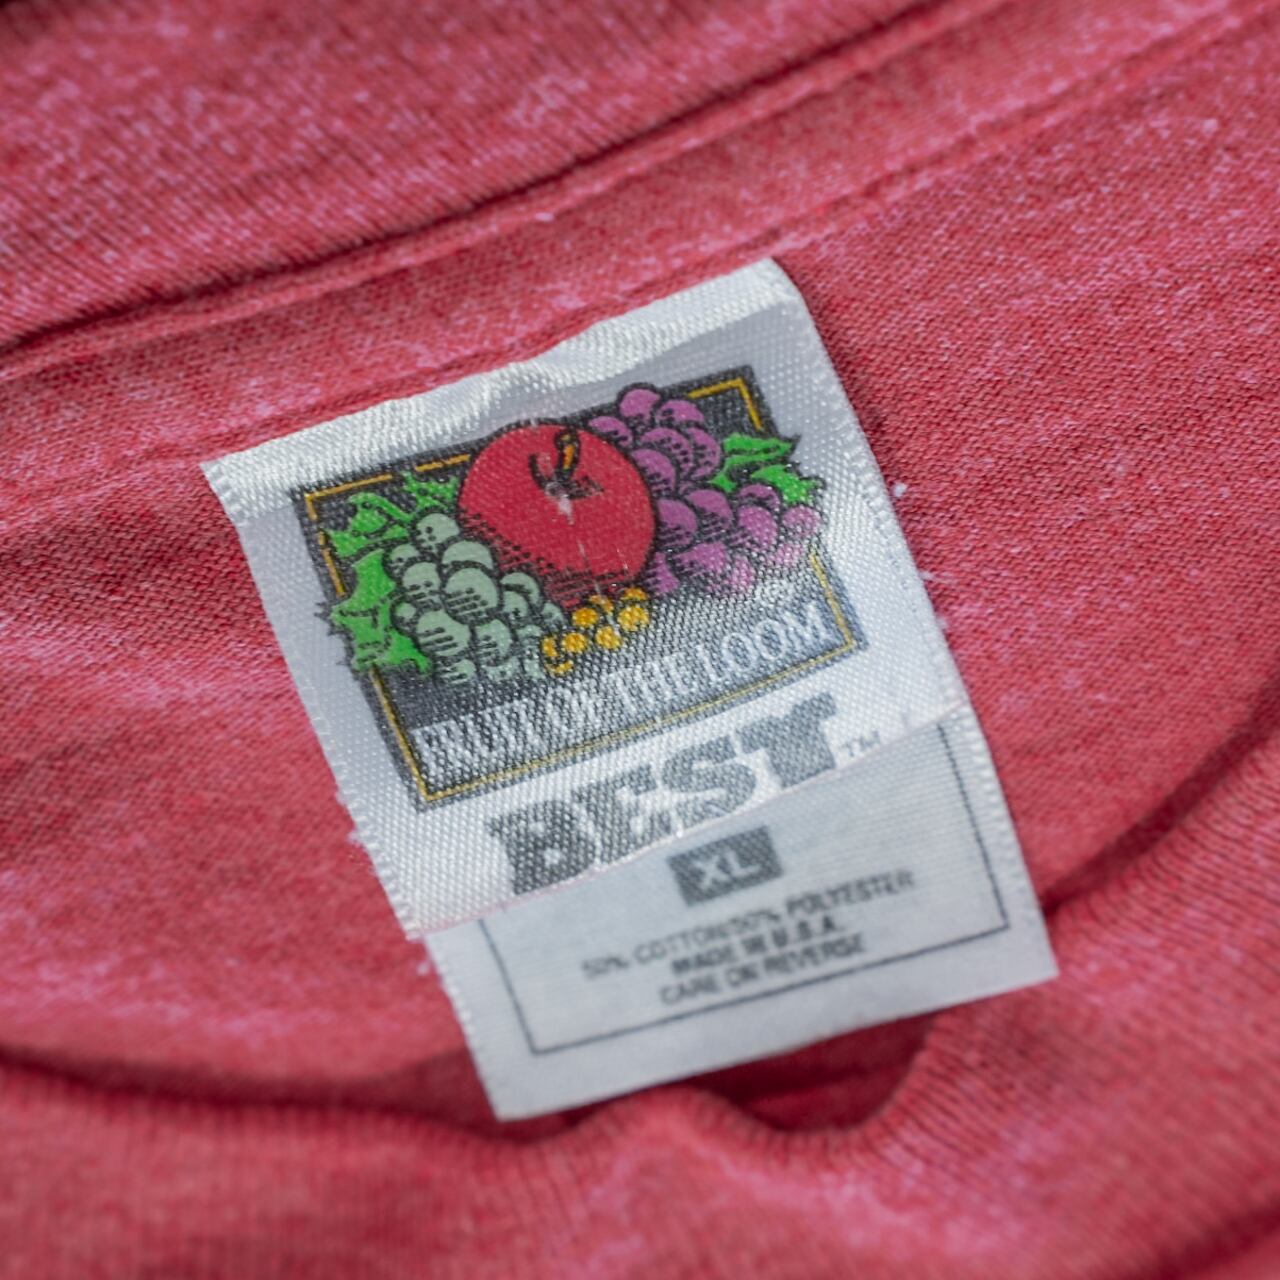 FRUIT OF THE LOOM
BEST™
XL
50% COTTON/50% POLYESTER
MADE IN U.S.A.
CARE ON REVERSE